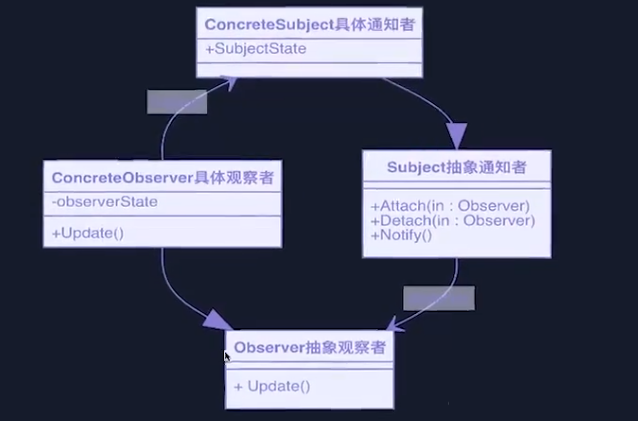 ConcreteSubject具体通知者
+SubjectState
ConcreteObserver具体观察者
-observerState
+Update()
Subject抽象通知者
+Attach(in : Observer)
+Detach(in : Observer)
+Notify()
Observer抽象观察者
+ Update()